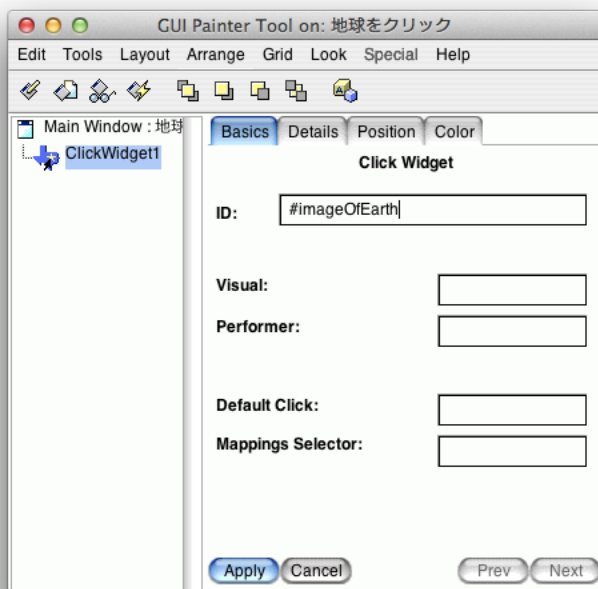 GUI Painter Tool on: 地球をクリック
Edit Tools Layout Arrange Grid Look Special Help
Main Window : 地球
ClickWidget1
Basics Details Position Color
Click Widget
ID: #imageOfEarth
Visual:
Performer:
Default Click:
Mappings Selector:
Apply Cancel Prev Next